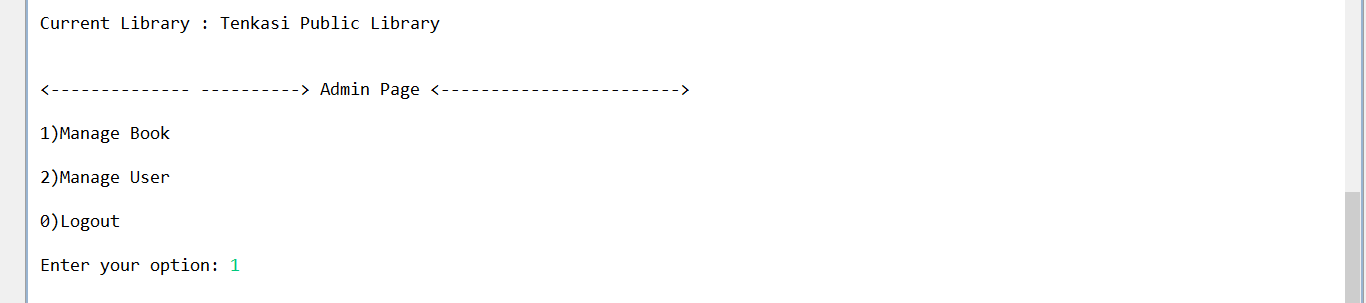 Current Library : Tenkasi Public Library
<-------------- ----------> Admin Page <------------------------>
1)Manage Book
2)Manage User
0)Logout
Enter your option: 1